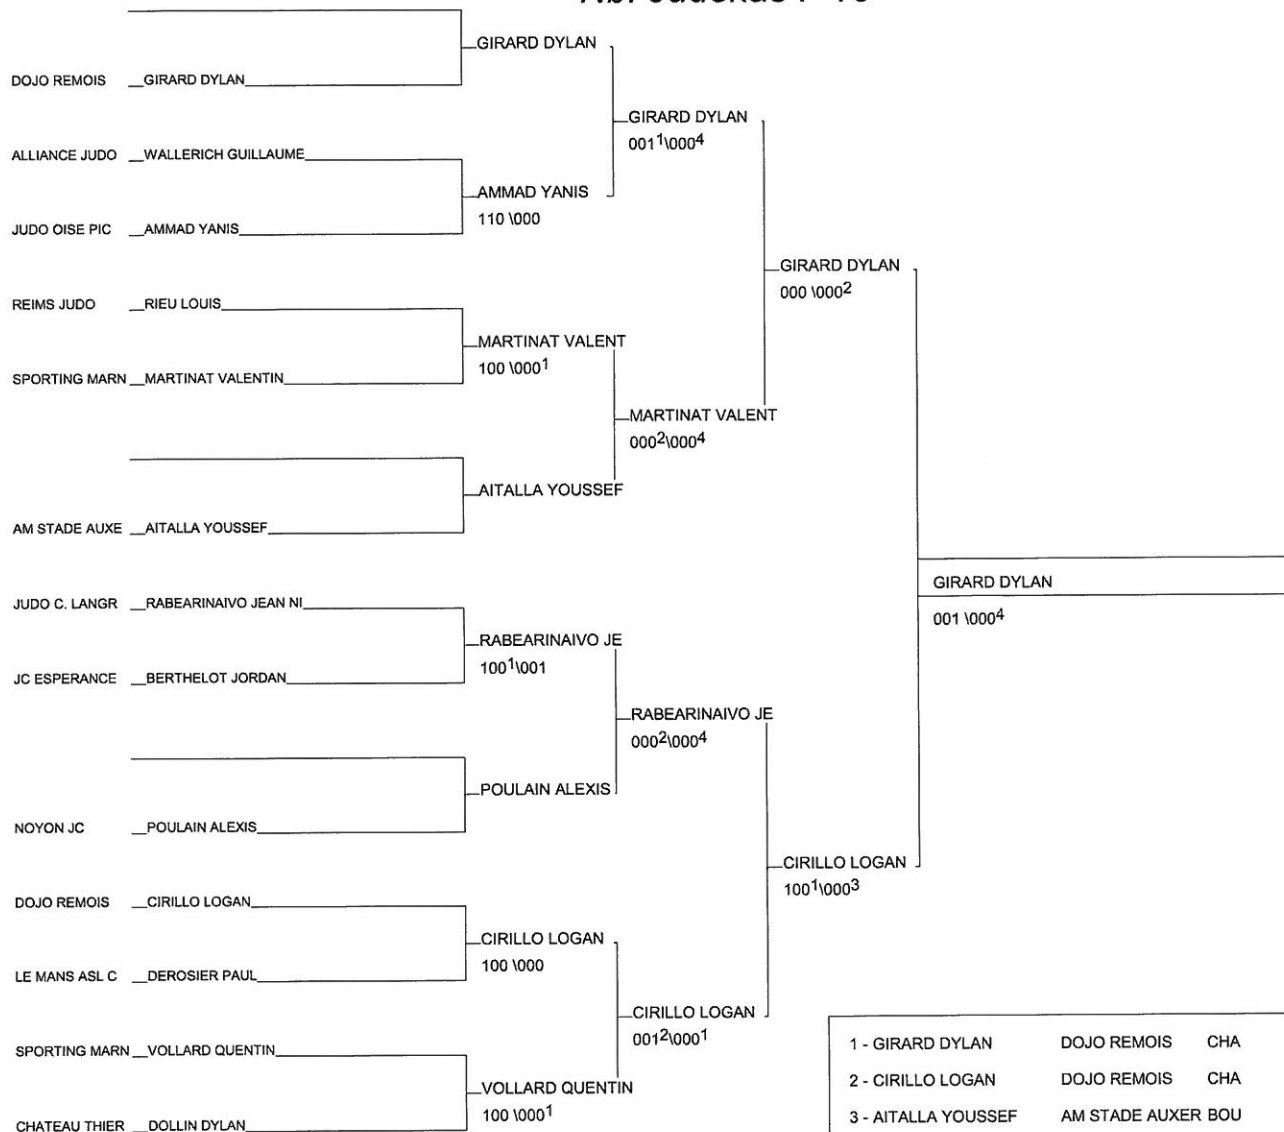 GIRARD DYLAN
DOJO REMOIS GIRARD DYLAN
GIRARD DYLAN
001¹\000⁴
ALLIANCE JUDO WALLERICH GUILLAUME
AMMAD YANIS
110 \000
JUDO OISE PIC AMMAD YANIS
GIRARD DYLAN
000 \000²
REIMS JUDO RIEU LOUIS
MARTINAT VALENT
100 \000¹
SPORTING MARN MARTINAT VALENTIN
MARTINAT VALENT
000²\000⁴
AITALLA YOUSSEF
AM STADE AUXE AITALLA YOUSSEF
GIRARD DYLAN
001 \000⁴
JUDO C. LANGR RABEARINAIVO JEAN NI
RABEARINAIVO JE
100¹\001
JC ESPERANCE BERTHELOT JORDAN
RABEARINAIVO JE
000²\000⁴
POULAIN ALEXIS
NOYON JC POULAIN ALEXIS
CIRILLO LOGAN
100¹\000³
DOJO REMOIS CIRILLO LOGAN
CIRILLO LOGAN
100 \000
LE MANS ASL C DEROSIER PAUL
CIRILLO LOGAN
001²\000¹
SPORTING MARN VOLLARD QUENTIN
VOLLARD QUENTIN
100 \000¹
CHATEAU THIER DOLLIN DYLAN
1 - GIRARD DYLAN DOJO REMOIS CHA
2 - CIRILLO LOGAN DOJO REMOIS CHA
3 - AITALLA YOUSSEF AM STADE AUXER BOU